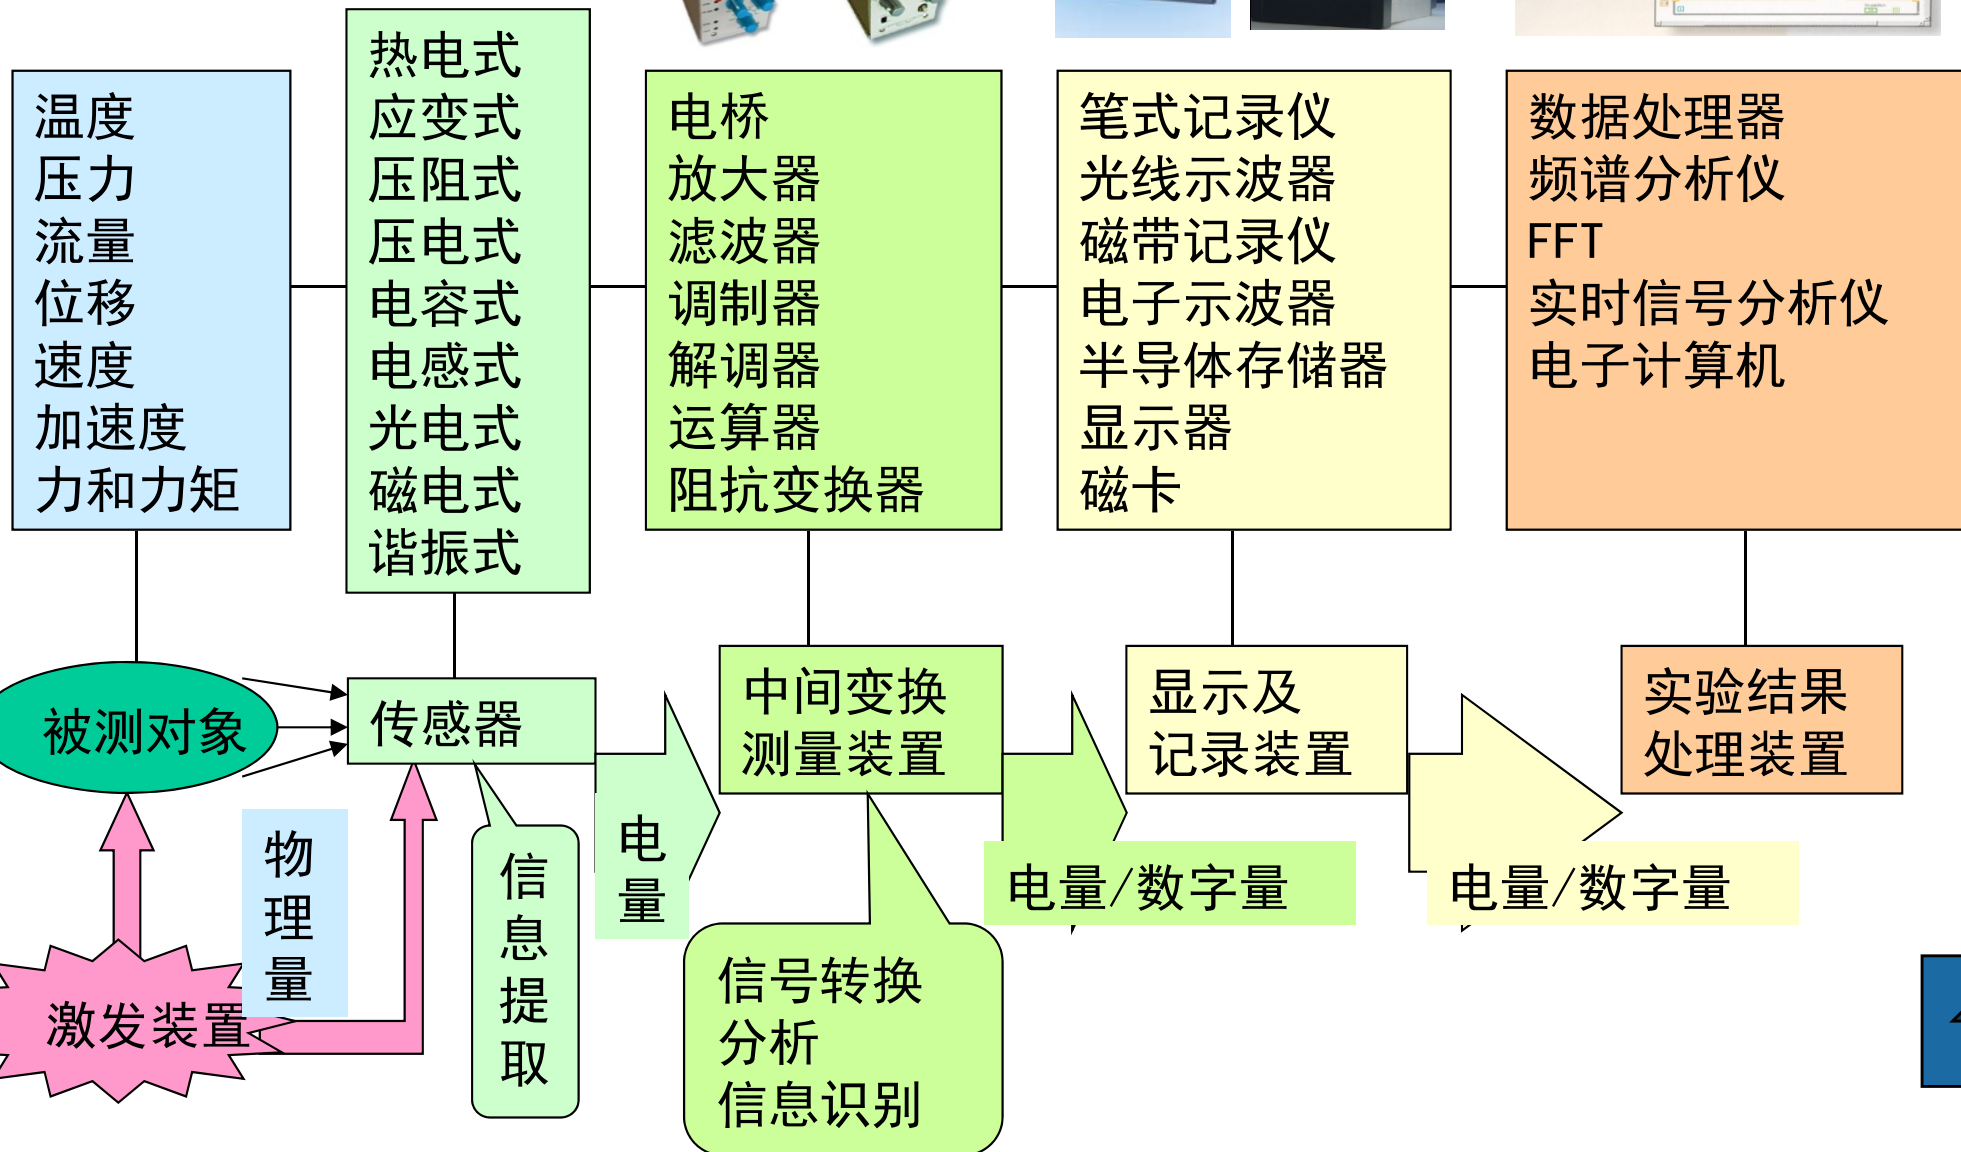 温度
压力
流量
位移
速度
加速度
力和力矩
热电式
应变式
压阻式
压电式
电容式
电感式
光电式
磁电式
谐振式
电桥
放大器
滤波器
调制器
解调器
运算器
阻抗变换器
笔式记录仪
光线示波器
磁带记录仪
电子示波器
半导体存储器
显示器
磁卡
数据处理器
频谱分析仪
FFT
实时信号分析仪
电子计算机
被测对象
传感器
中间变换
测量装置
显示及
记录装置
实验结果
处理装置
物
理
量
信
息
提
取
电
量
电量/数字量
电量/数字量
激发装置
信号转换
分析
信息识别